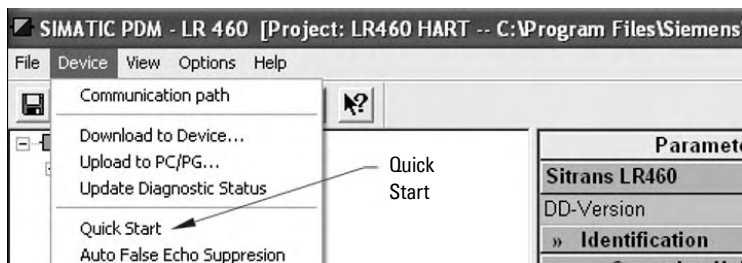 SIMATIC PDM - LR 460 [Project: LR460 HART -- C:\Program Files\Siemens\
File Device View Options Help
Communication path
Download to Device...
Upload to PC/PG...
Update Diagnostic Status
Quick Start
Auto False Echo Suppresion
Quick
Start
Paramete
Sitrans LR460
DD-Version
» Identification